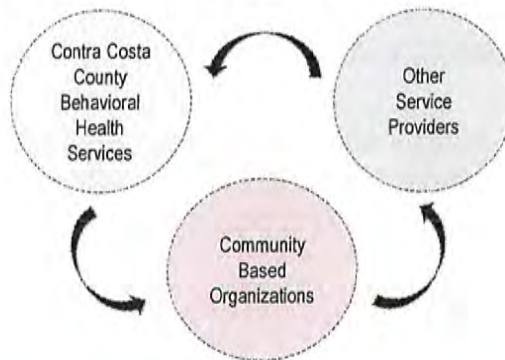 Contra Costa
County
Behavioral
Health
Services
Other
Service
Providers
Community
Based
Organizations